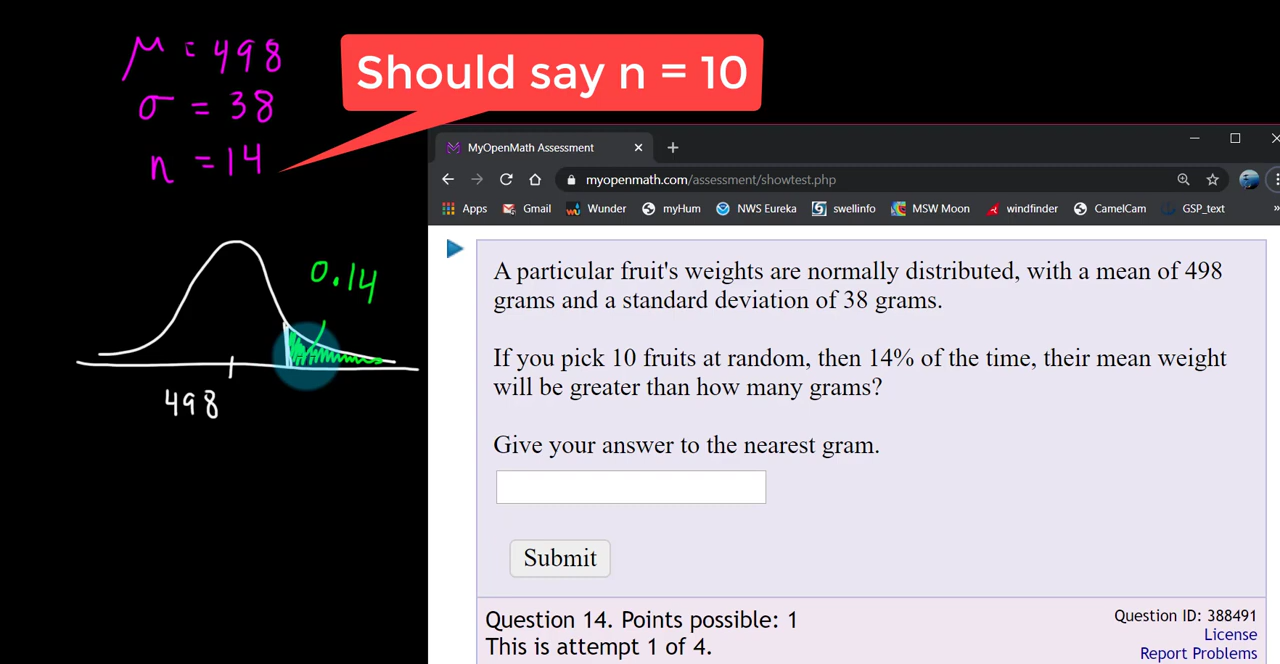 μ = 498
σ = 38
n = 14
Should say n = 10
0.14
498
MyOpenMath Assessment
myopenmath.com/assessment/showtest.php
Apps Gmail Wunder myHum NWS Eureka swellinfo MSW Moon windfinder CamelCam GSP_text »
A particular fruit's weights are normally distributed, with a mean of 498
grams and a standard deviation of 38 grams.
If you pick 10 fruits at random, then 14% of the time, their mean weight
will be greater than how many grams?
Give your answer to the nearest gram.
Submit
Question 14. Points possible: 1
This is attempt 1 of 4.
Question ID: 388491
License
Report Problems